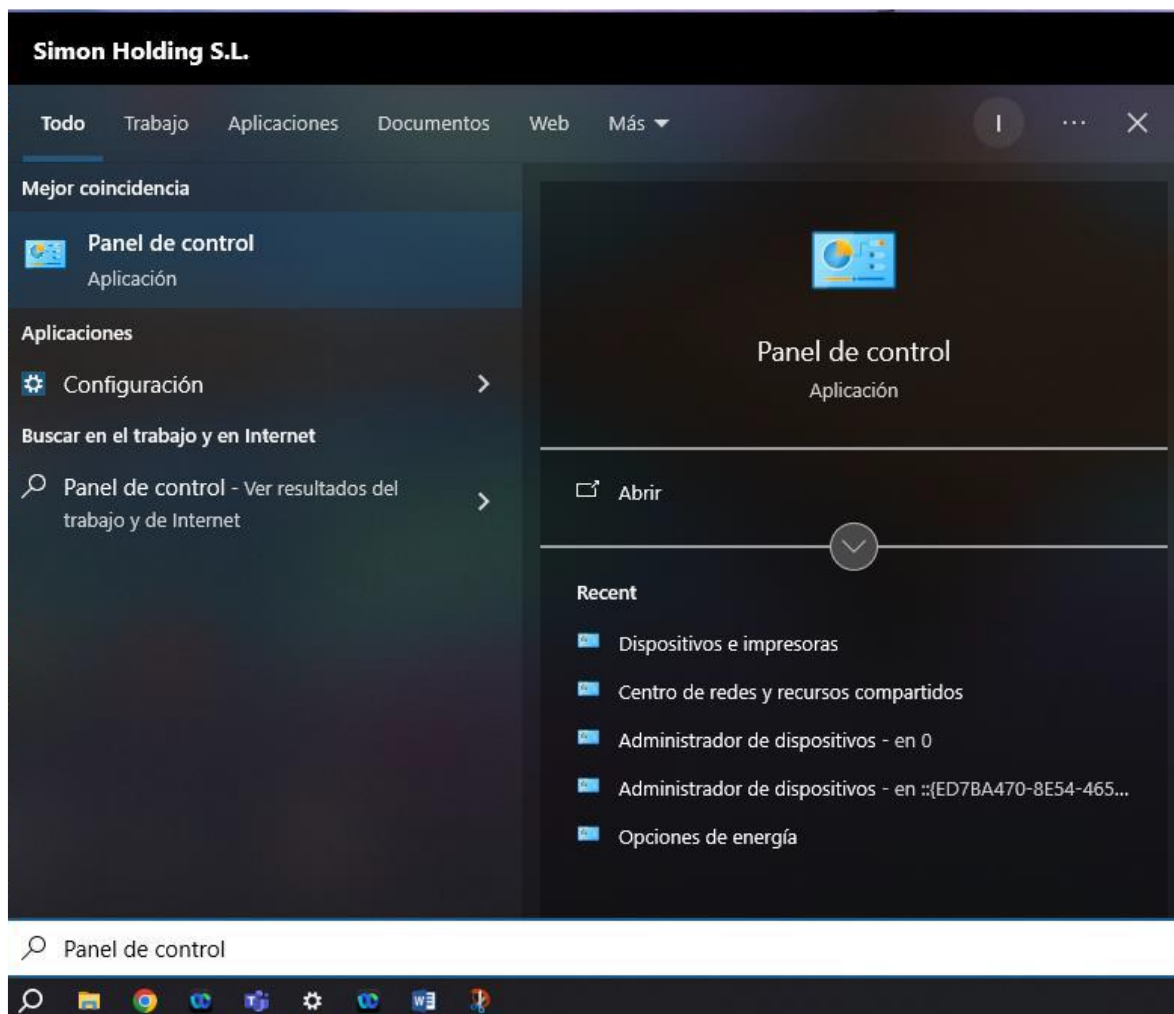 Simon Holding S.L.
Todo Trabajo Aplicaciones Documentos Web Más I ...
Mejor coincidencia
Panel de control
Aplicación
Aplicaciones
Configuración
Buscar en el trabajo y en Internet
Panel de control - Ver resultados del
trabajo y de Internet
Panel de control
Aplicación
Abrir
Recent
Dispositivos e impresoras
Centro de redes y recursos compartidos
Administrador de dispositivos - en 0
Administrador de dispositivos - en ::{ED7BA470-8E54-465...
Opciones de energía
Panel de control